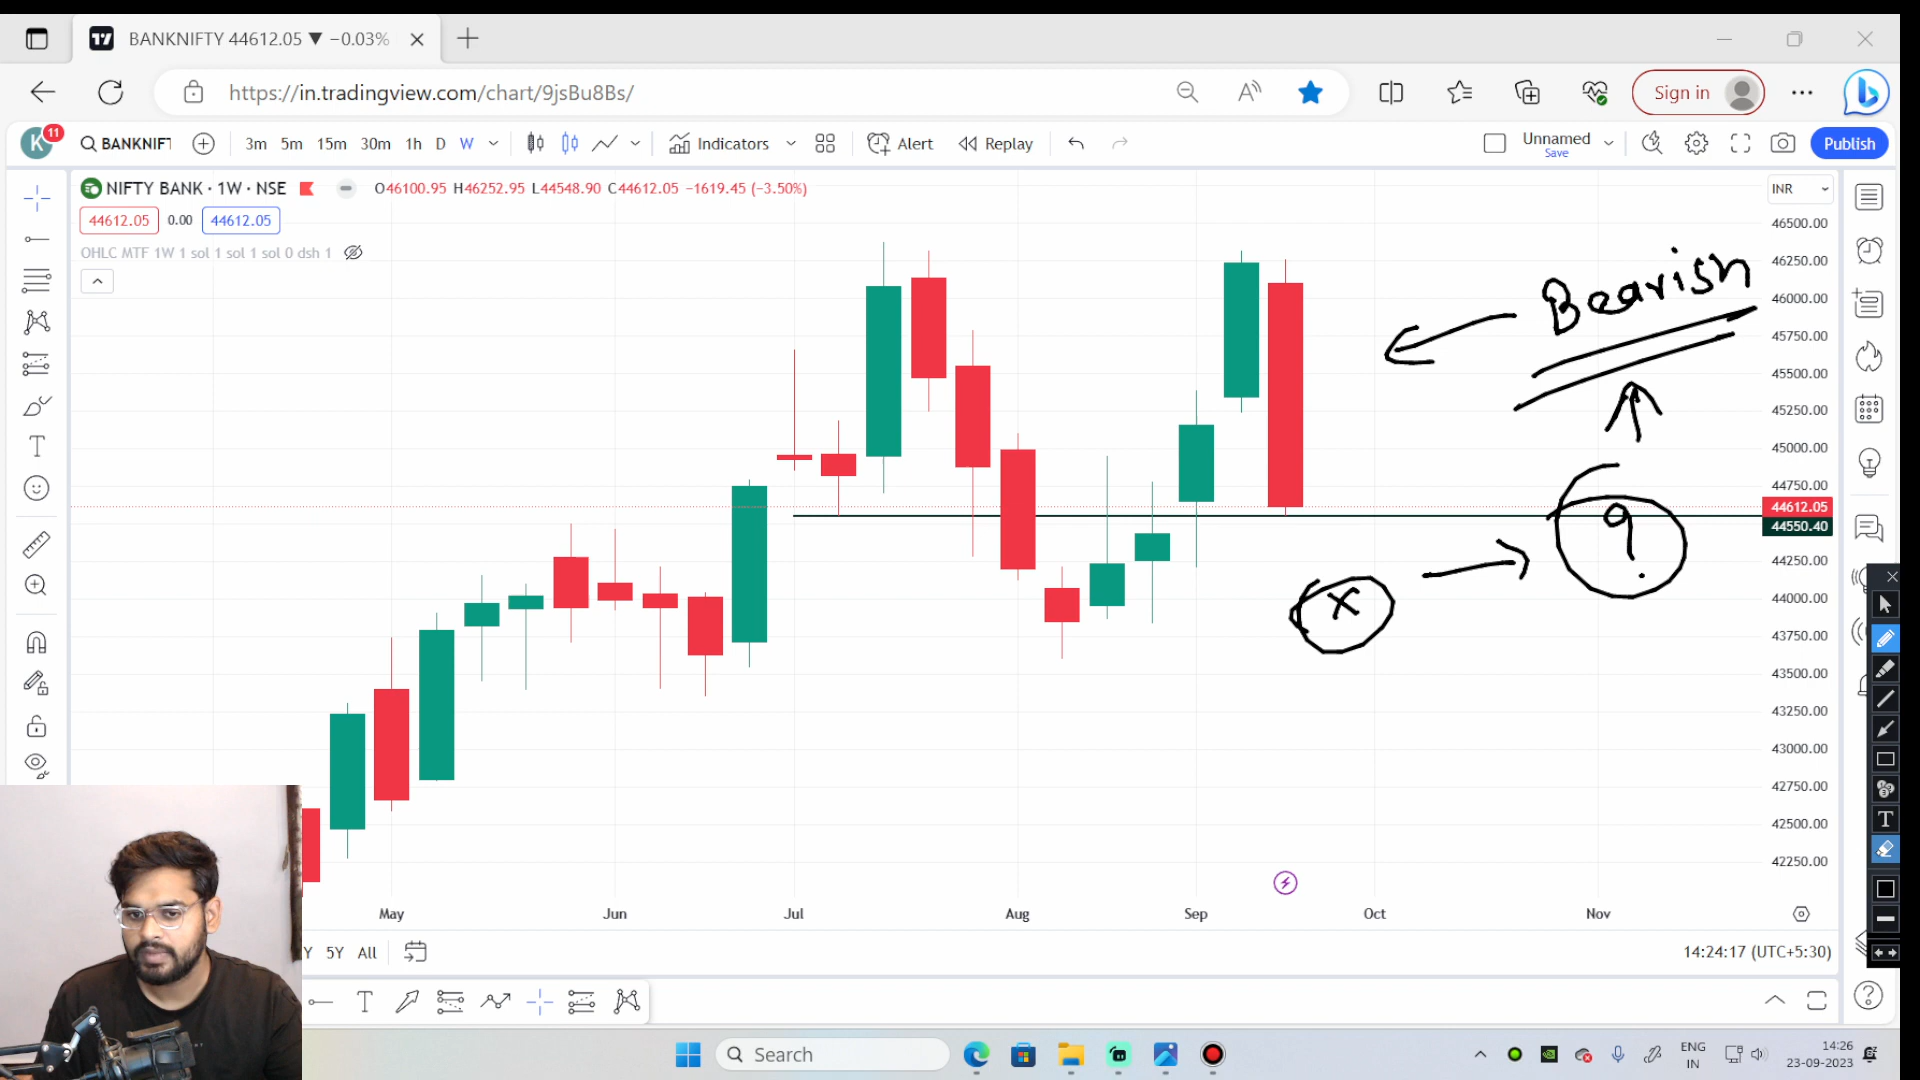 BANKNIFTY 44612.05 ▼ −0.03%
https://in.tradingview.com/chart/9jsBu8Bs/
Sign in
K 11 BANKNIFT 3m 5m 15m 30m 1h D W Indicators Alert Replay Unnamed Save Publish
NIFTY BANK · 1W · NSE O46100.95 H46252.95 L44548.90 C44612.05 −1619.45 (−3.50%)
INR
44612.05 0.00 44612.05
OHLC MTF 1W 1 sol 1 sol 1 sol 0 dsh 1
46500.00
46250.00
46000.00
45750.00
45500.00
45250.00
45000.00
44750.00
44612.05
44550.40
44250.00
44000.00
43750.00
43500.00
43250.00
43000.00
42750.00
42500.00
42250.00
Bearish
?
x
May Jun Jul Aug Sep Oct Nov
Y 5Y All
14:24:17 (UTC+5:30)
Search
ENG
IN
14:26
23-09-2023